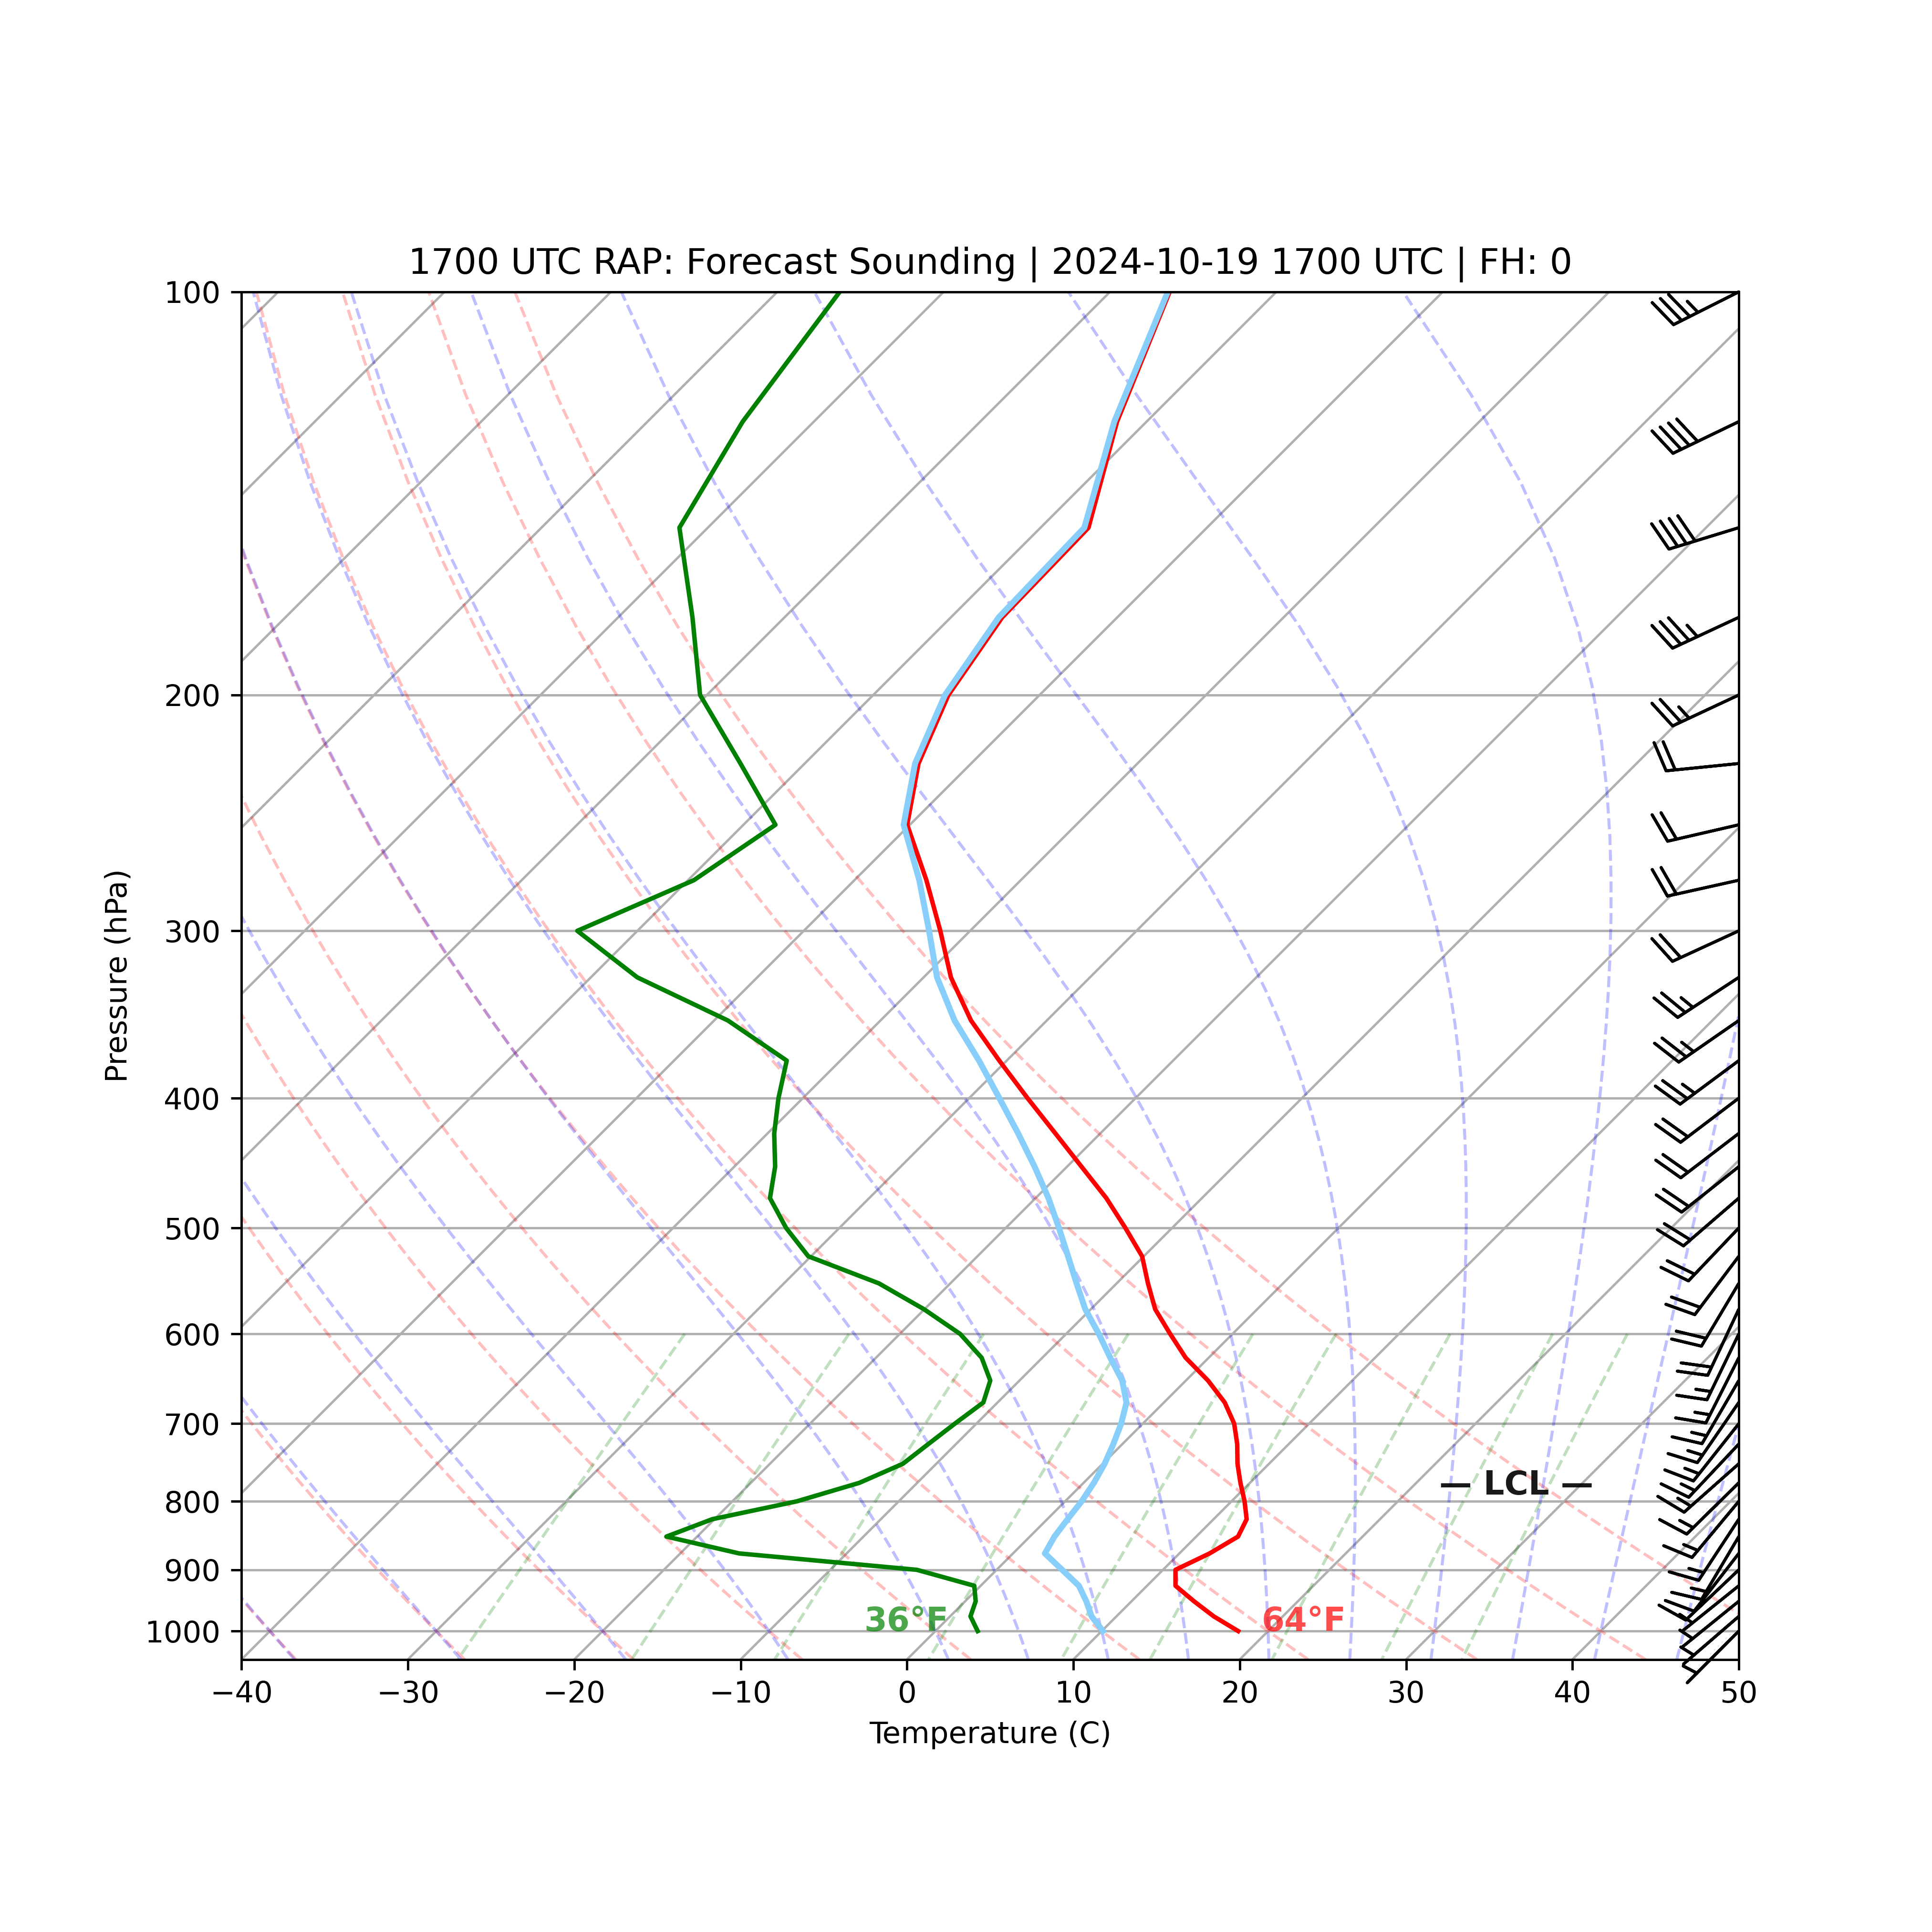 1700 UTC RAP: Forecast Sounding | 2024-10-19 1700 UTC | FH: 0
100
200
300
400
500
600
700
800
900
1000
Pressure (hPa)
— LCL —
36°F
64°F
−40 −30 −20 −10 0 10 20 30 40 50
Temperature (C)